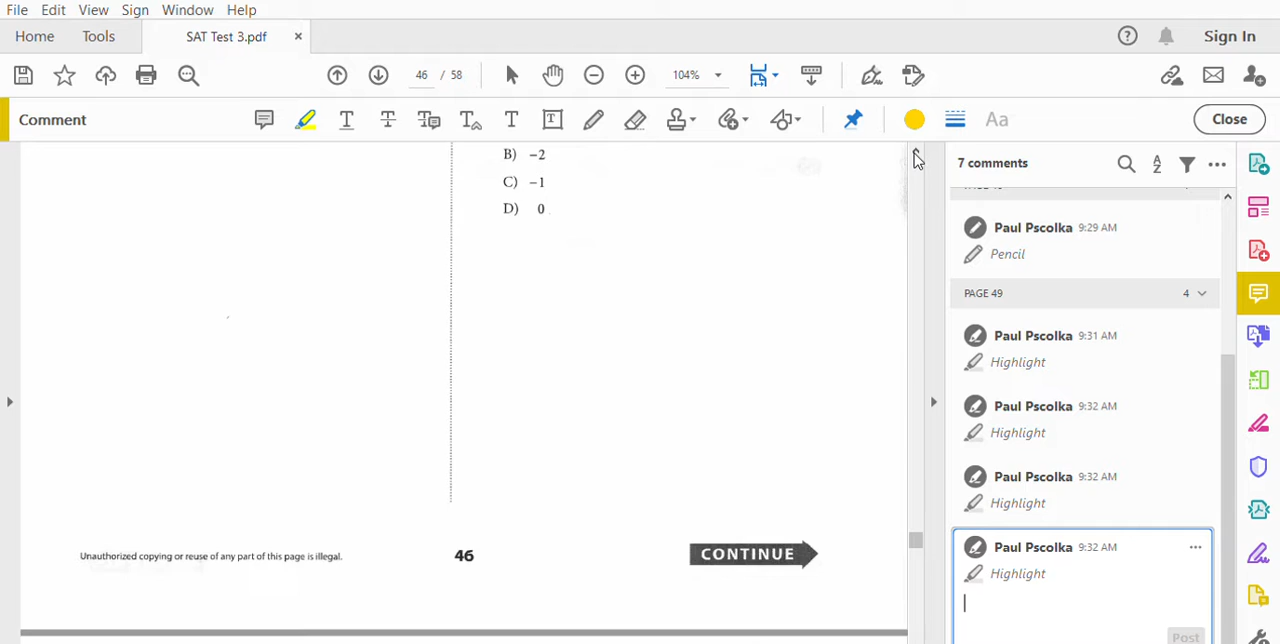 File Edit View Sign Window Help
Home Tools SAT Test 3.pdf × Sign In
46 / 58 104%
Comment Aa Close
B) −2
C) −1
D) 0
Unauthorized copying or reuse of any part of this page is illegal.
46
CONTINUE
7 comments
Paul Pscolka 9:29 AM
Pencil
PAGE 49 4
Paul Pscolka 9:31 AM
Highlight
Paul Pscolka 9:32 AM
Highlight
Paul Pscolka 9:32 AM
Highlight
Paul Pscolka 9:32 AM
Highlight
Post